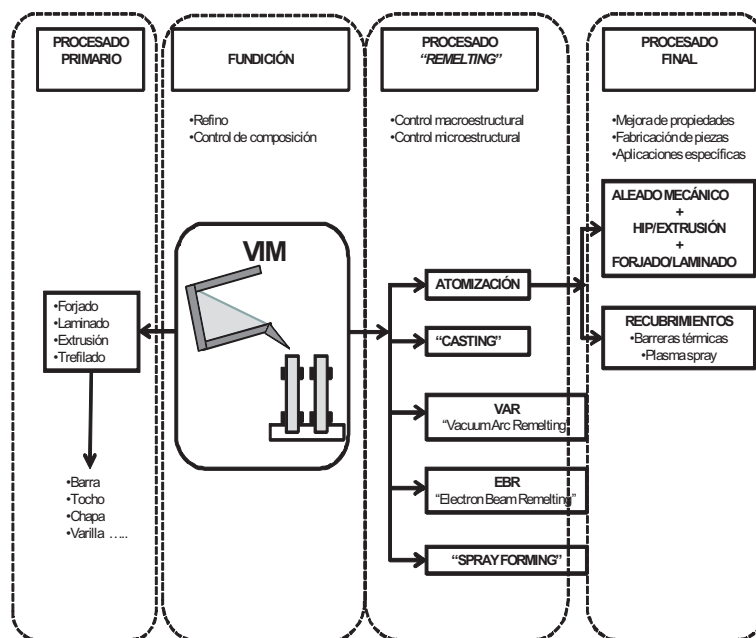 PROCESADO
PRIMARIO
FUNDICIÓN
PROCESADO
“REMELTING”
PROCESADO
FINAL
•Refino
•Control de composición
•Control macroestructural
•Control microestructural
•Mejora de propiedades
•Fabricación de piezas
•Aplicaciones específicas
•Forjado
•Laminado
•Extrusión
•Trefilado
•Barra
•Tocho
•Chapa
•Varilla …..
VIM
ATOMIZACIÓN
“CASTING”
VAR
“Vacuum Arc Remelting”
EBR
“Electron Beam Remelting”
“SPRAY FORMING”
ALEADO MECÁNICO
+
HIP/EXTRUSIÓN
+
FORJADO/LAMINADO
RECUBRIMIENTOS
•Barreras térmicas
•Plasma spray